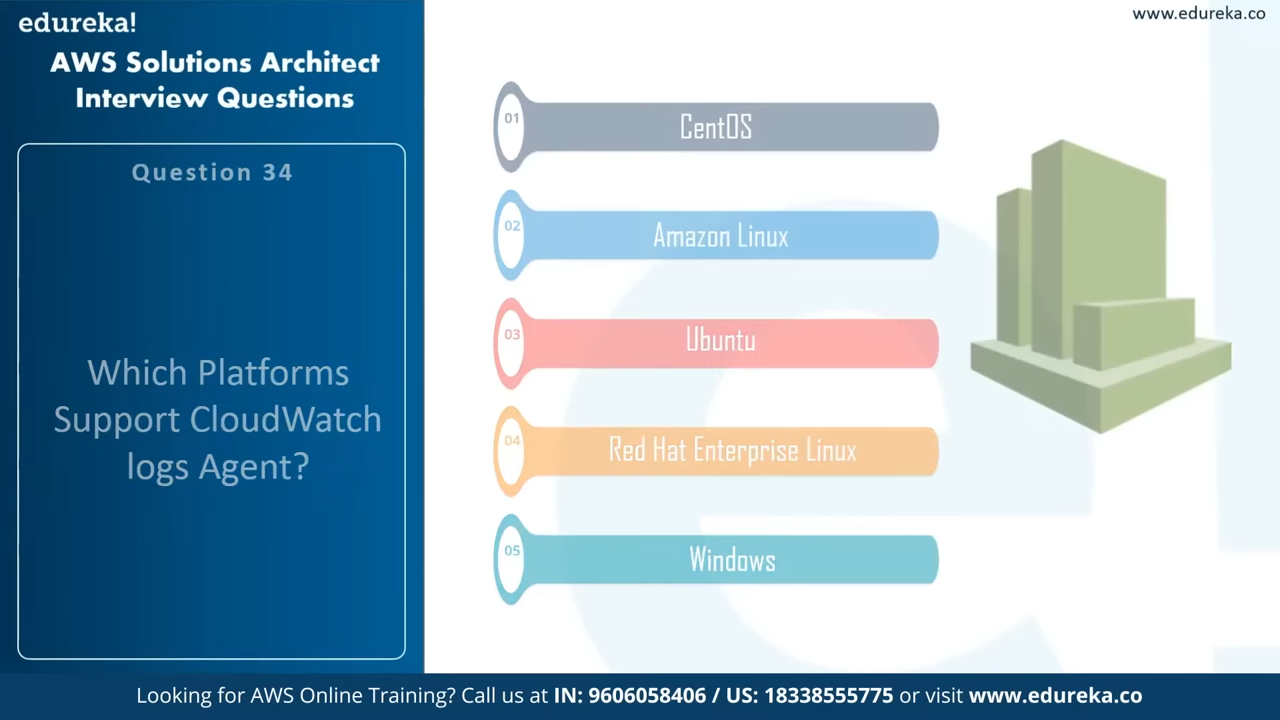 edureka!
www.edureka.co
AWS Solutions Architect
Interview Questions
Question 34
Which Platforms
Support CloudWatch
logs Agent?
01
CentOS
02
Amazon Linux
03
Ubuntu
04
Red Hat Enterprise Linux
05
Windows
Looking for AWS Online Training? Call us at IN: 9606058406 / US: 18338555775 or visit www.edureka.co